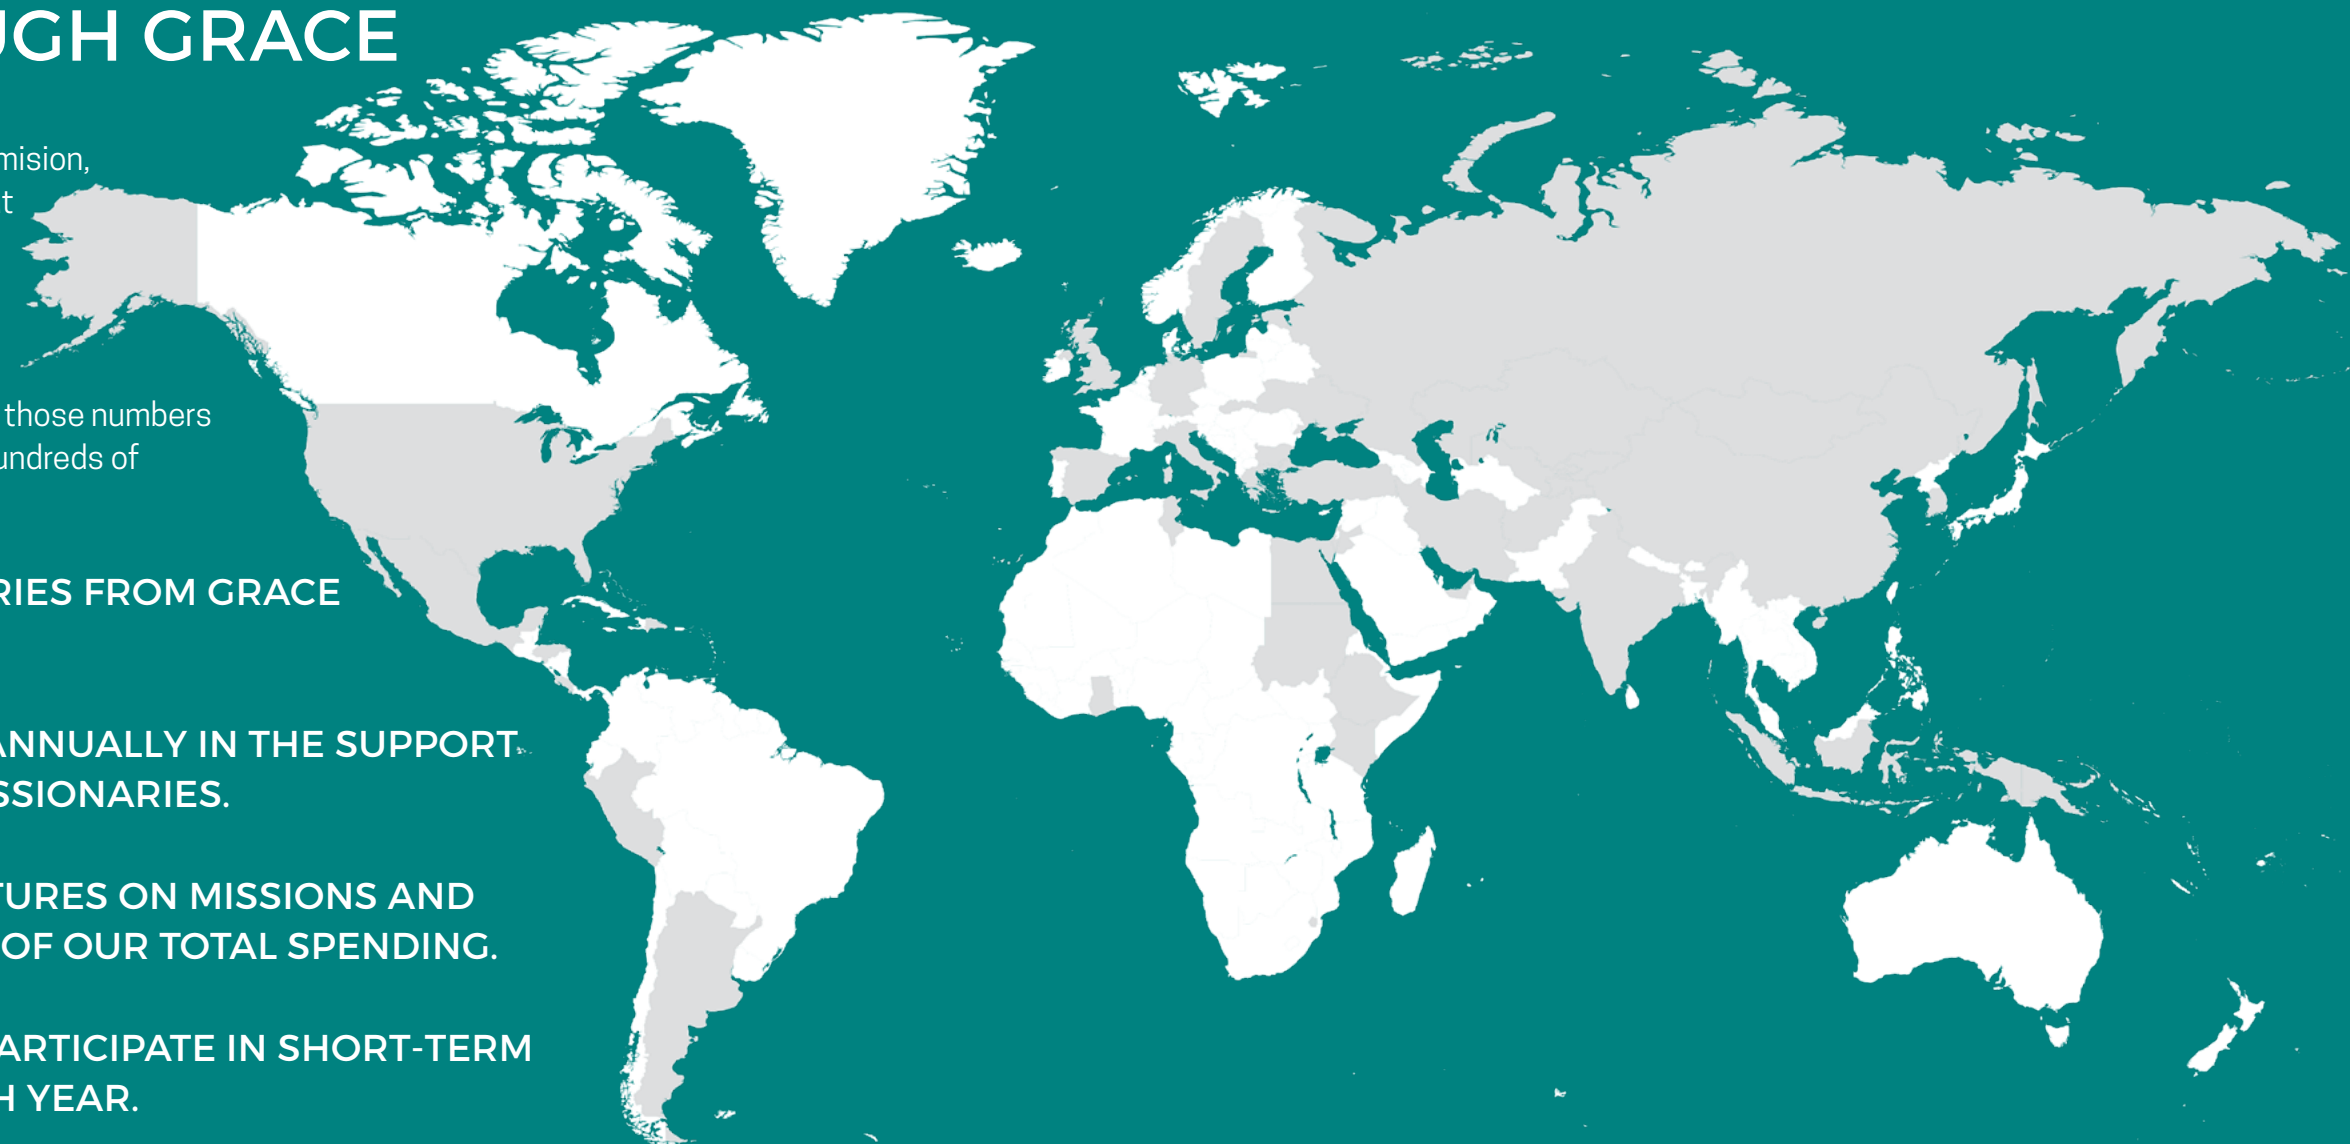 UGH GRACE
mision,
t
those numbers
undreds of
RIES FROM GRACE
ANNUALLY IN THE SUPPORT
SSIONARIES.
TURES ON MISSIONS AND
OF OUR TOTAL SPENDING.
ARTICIPATE IN SHORT-TERM
H YEAR.